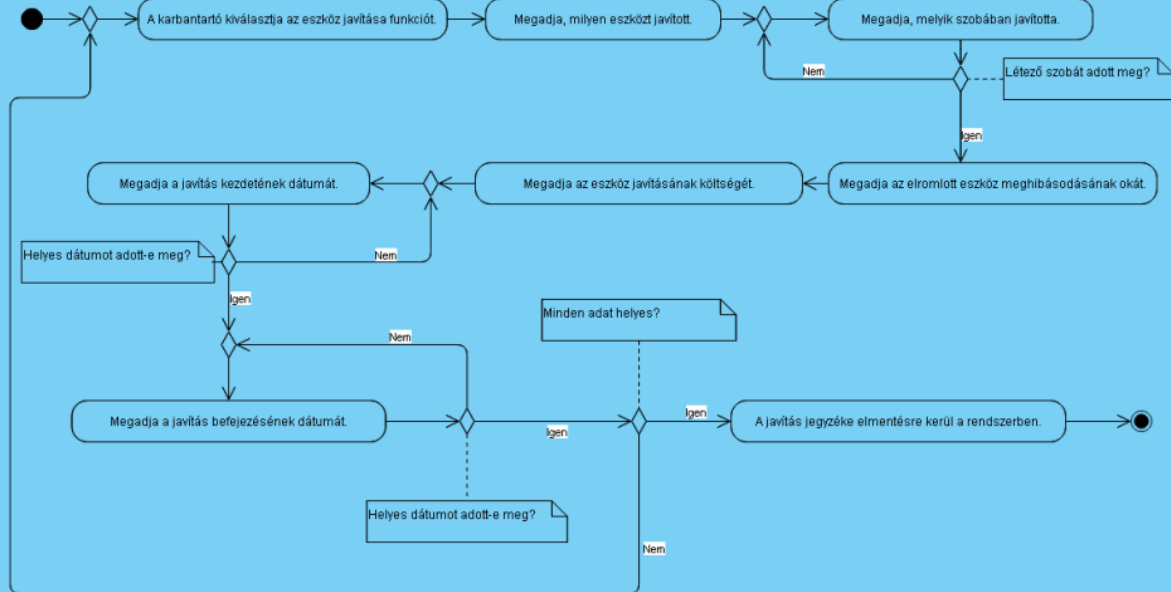 A karbantartó kiválasztja az eszköz javítása funkciót.
Megadja, milyen eszközt javított.
Megadja, melyik szobában javította.
Nem
Létező szobát adott meg?
Igen
Megadja a javítás kezdetének dátumát.
Megadja az eszköz javításának költségét.
Megadja az elromlott eszköz meghibásodásának okát.
Helyes dátumot adott-e meg?
Nem
Igen
Minden adat helyes?
Nem
Megadja a javítás befejezésének dátumát.
Igen
Igen
A javítás jegyzéke elmentésre kerül a rendszerben.
Helyes dátumot adott-e meg?
Nem